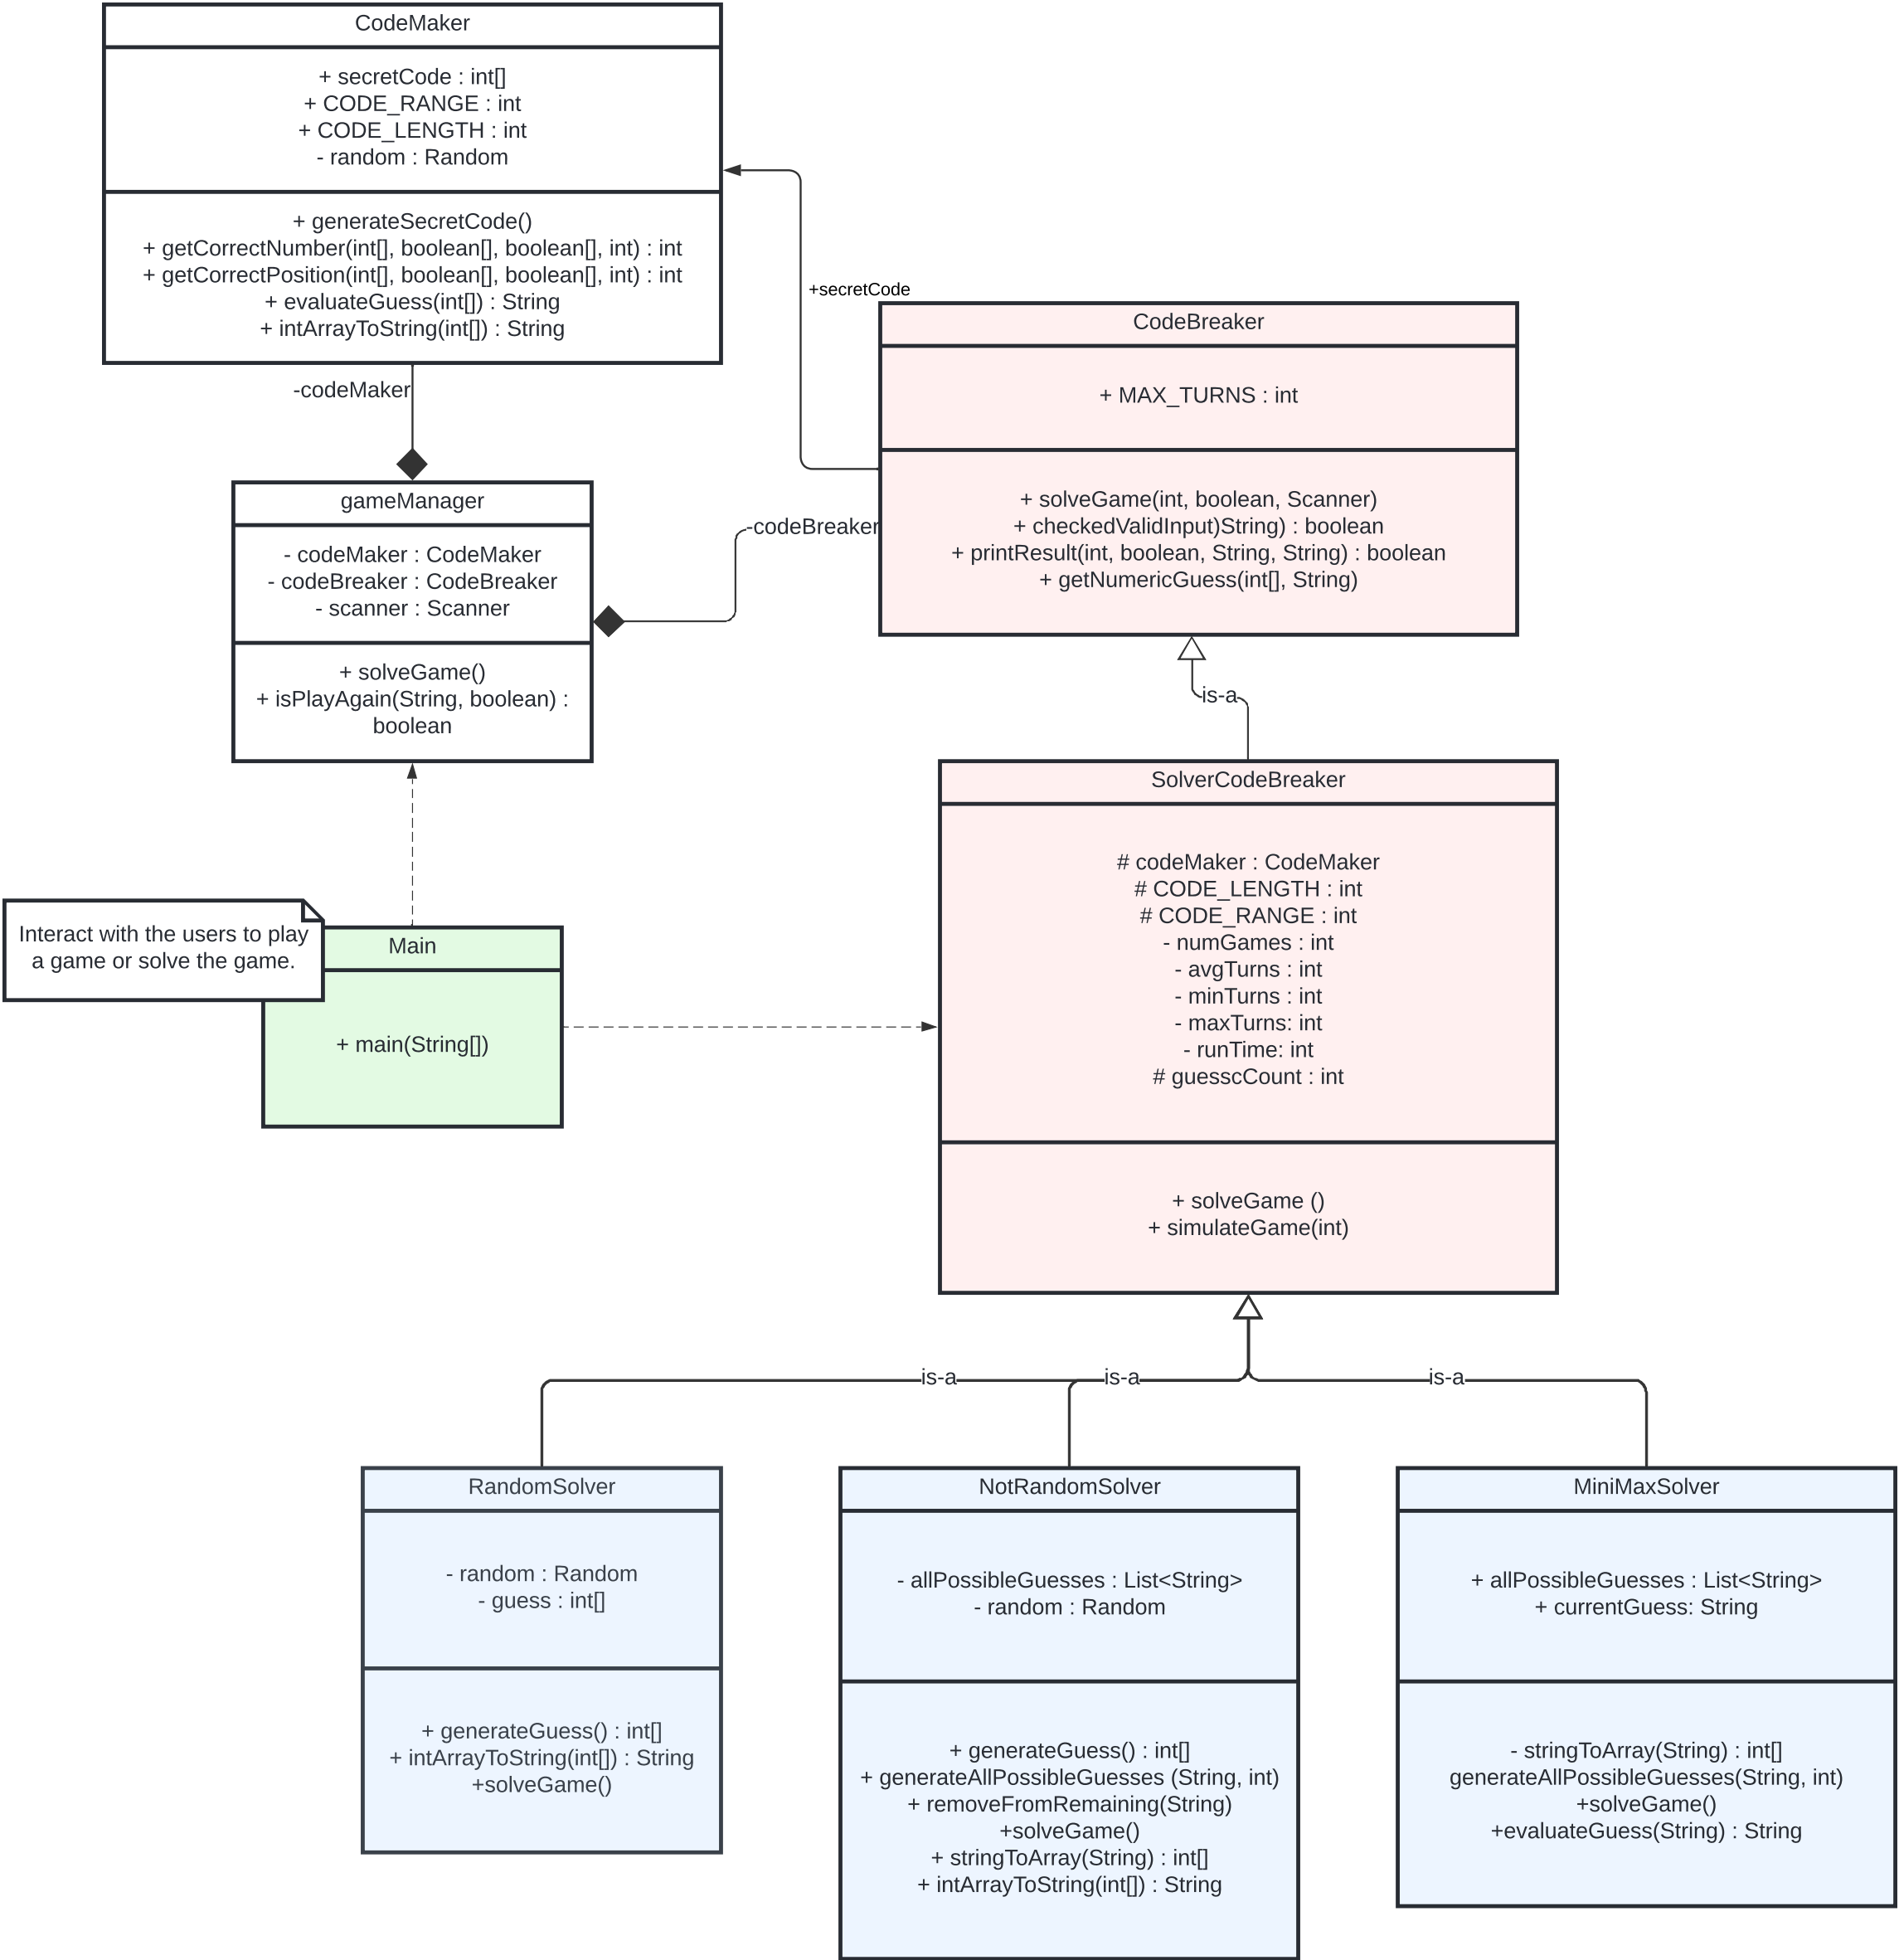 CodeMaker
+ secretCode : int[]
+ CODE_RANGE : int
+ CODE_LENGTH : int
- random : Random
+ generateSecretCode()
+ getCorrectNumber(int[], boolean[], boolean[], int) : int
+ getCorrectPosition(int[], boolean[], boolean[], int) : int
+ evaluateGuess(int[]) : String
+ intArrayToString(int[]) : String
+secretCode
CodeBreaker
+ MAX_TURNS : int
+ solveGame(int, boolean, Scanner)
+ checkedValidInput)String) : boolean
+ printResult(int, boolean, String, String) : boolean
+ getNumericGuess(int[], String)
-codeMaker
-codeBreaker
gameManager
- codeMaker : CodeMaker
- codeBreaker : CodeBreaker
- scanner : Scanner
+ solveGame()
+ isPlayAgain(String, boolean) :
boolean
is-a
Interact with the users to play
a game or solve the game.
Main
+ main(String[])
SolverCodeBreaker
# codeMaker : CodeMaker
# CODE_LENGTH : int
# CODE_RANGE : int
- numGames : int
- avgTurns : int
- minTurns : int
- maxTurns: int
- runTime: int
# guesscCount : int
+ solveGame ()
+ simulateGame(int)
is-a
is-a
is-a
RandomSolver
- random : Random
- guess : int[]
+ generateGuess() : int[]
+ intArrayToString(int[]) : String
+solveGame()
NotRandomSolver
- allPossibleGuesses : List<String>
- random : Random
+ generateGuess() : int[]
+ generateAllPossibleGuesses (String, int)
+ removeFromRemaining(String)
+solveGame()
+ stringToArray(String) : int[]
+ intArrayToString(int[]) : String
MiniMaxSolver
+ allPossibleGuesses : List<String>
+ currentGuess: String
- stringToArray(String) : int[]
generateAllPossibleGuesses(String, int)
+solveGame()
+evaluateGuess(String) : String